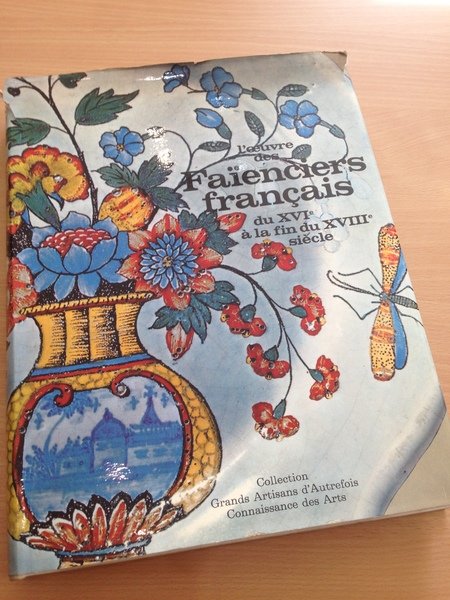 l'œuvre
des
Faïenciers
français
du XVIe
à la fin du XVIIIe
siècle
Collection
Grands Artisans d'Autrefois
Connaissance des Arts